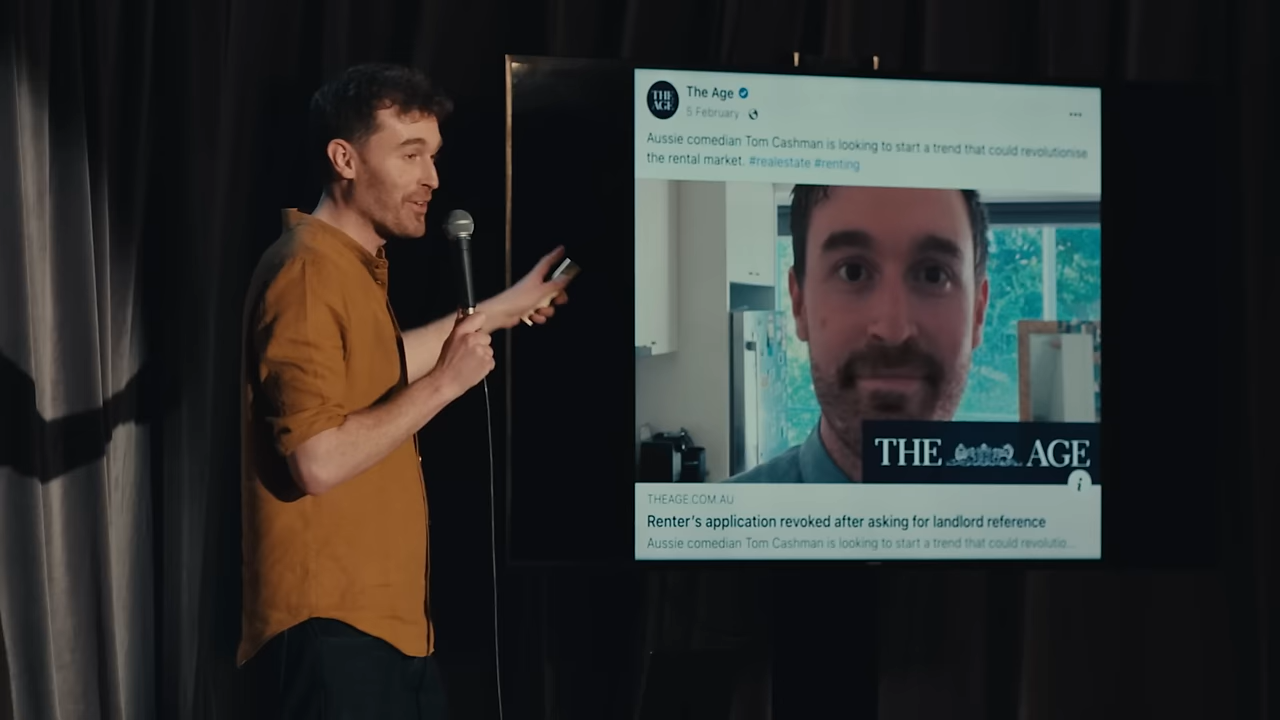 THE
AGE
The Age
5 February
Aussie comedian Tom Cashman is looking to start a trend that could revolutionise
the rental market. #realestate #renting
THE AGE
i
THEAGE.COM.AU
Renter's application revoked after asking for landlord reference
Aussie comedian Tom Cashman is looking to start a trend that could revolutio...